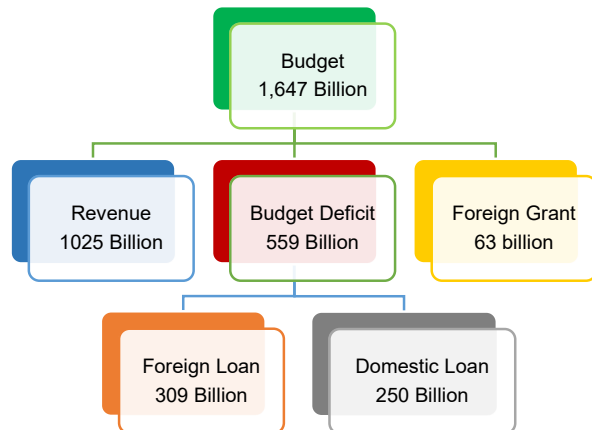 Budget
1,647 Billion
Revenue
1025 Billion
Budget Deficit
559 Billion
Foreign Grant
63 billion
Foreign Loan
309 Billion
Domestic Loan
250 Billion